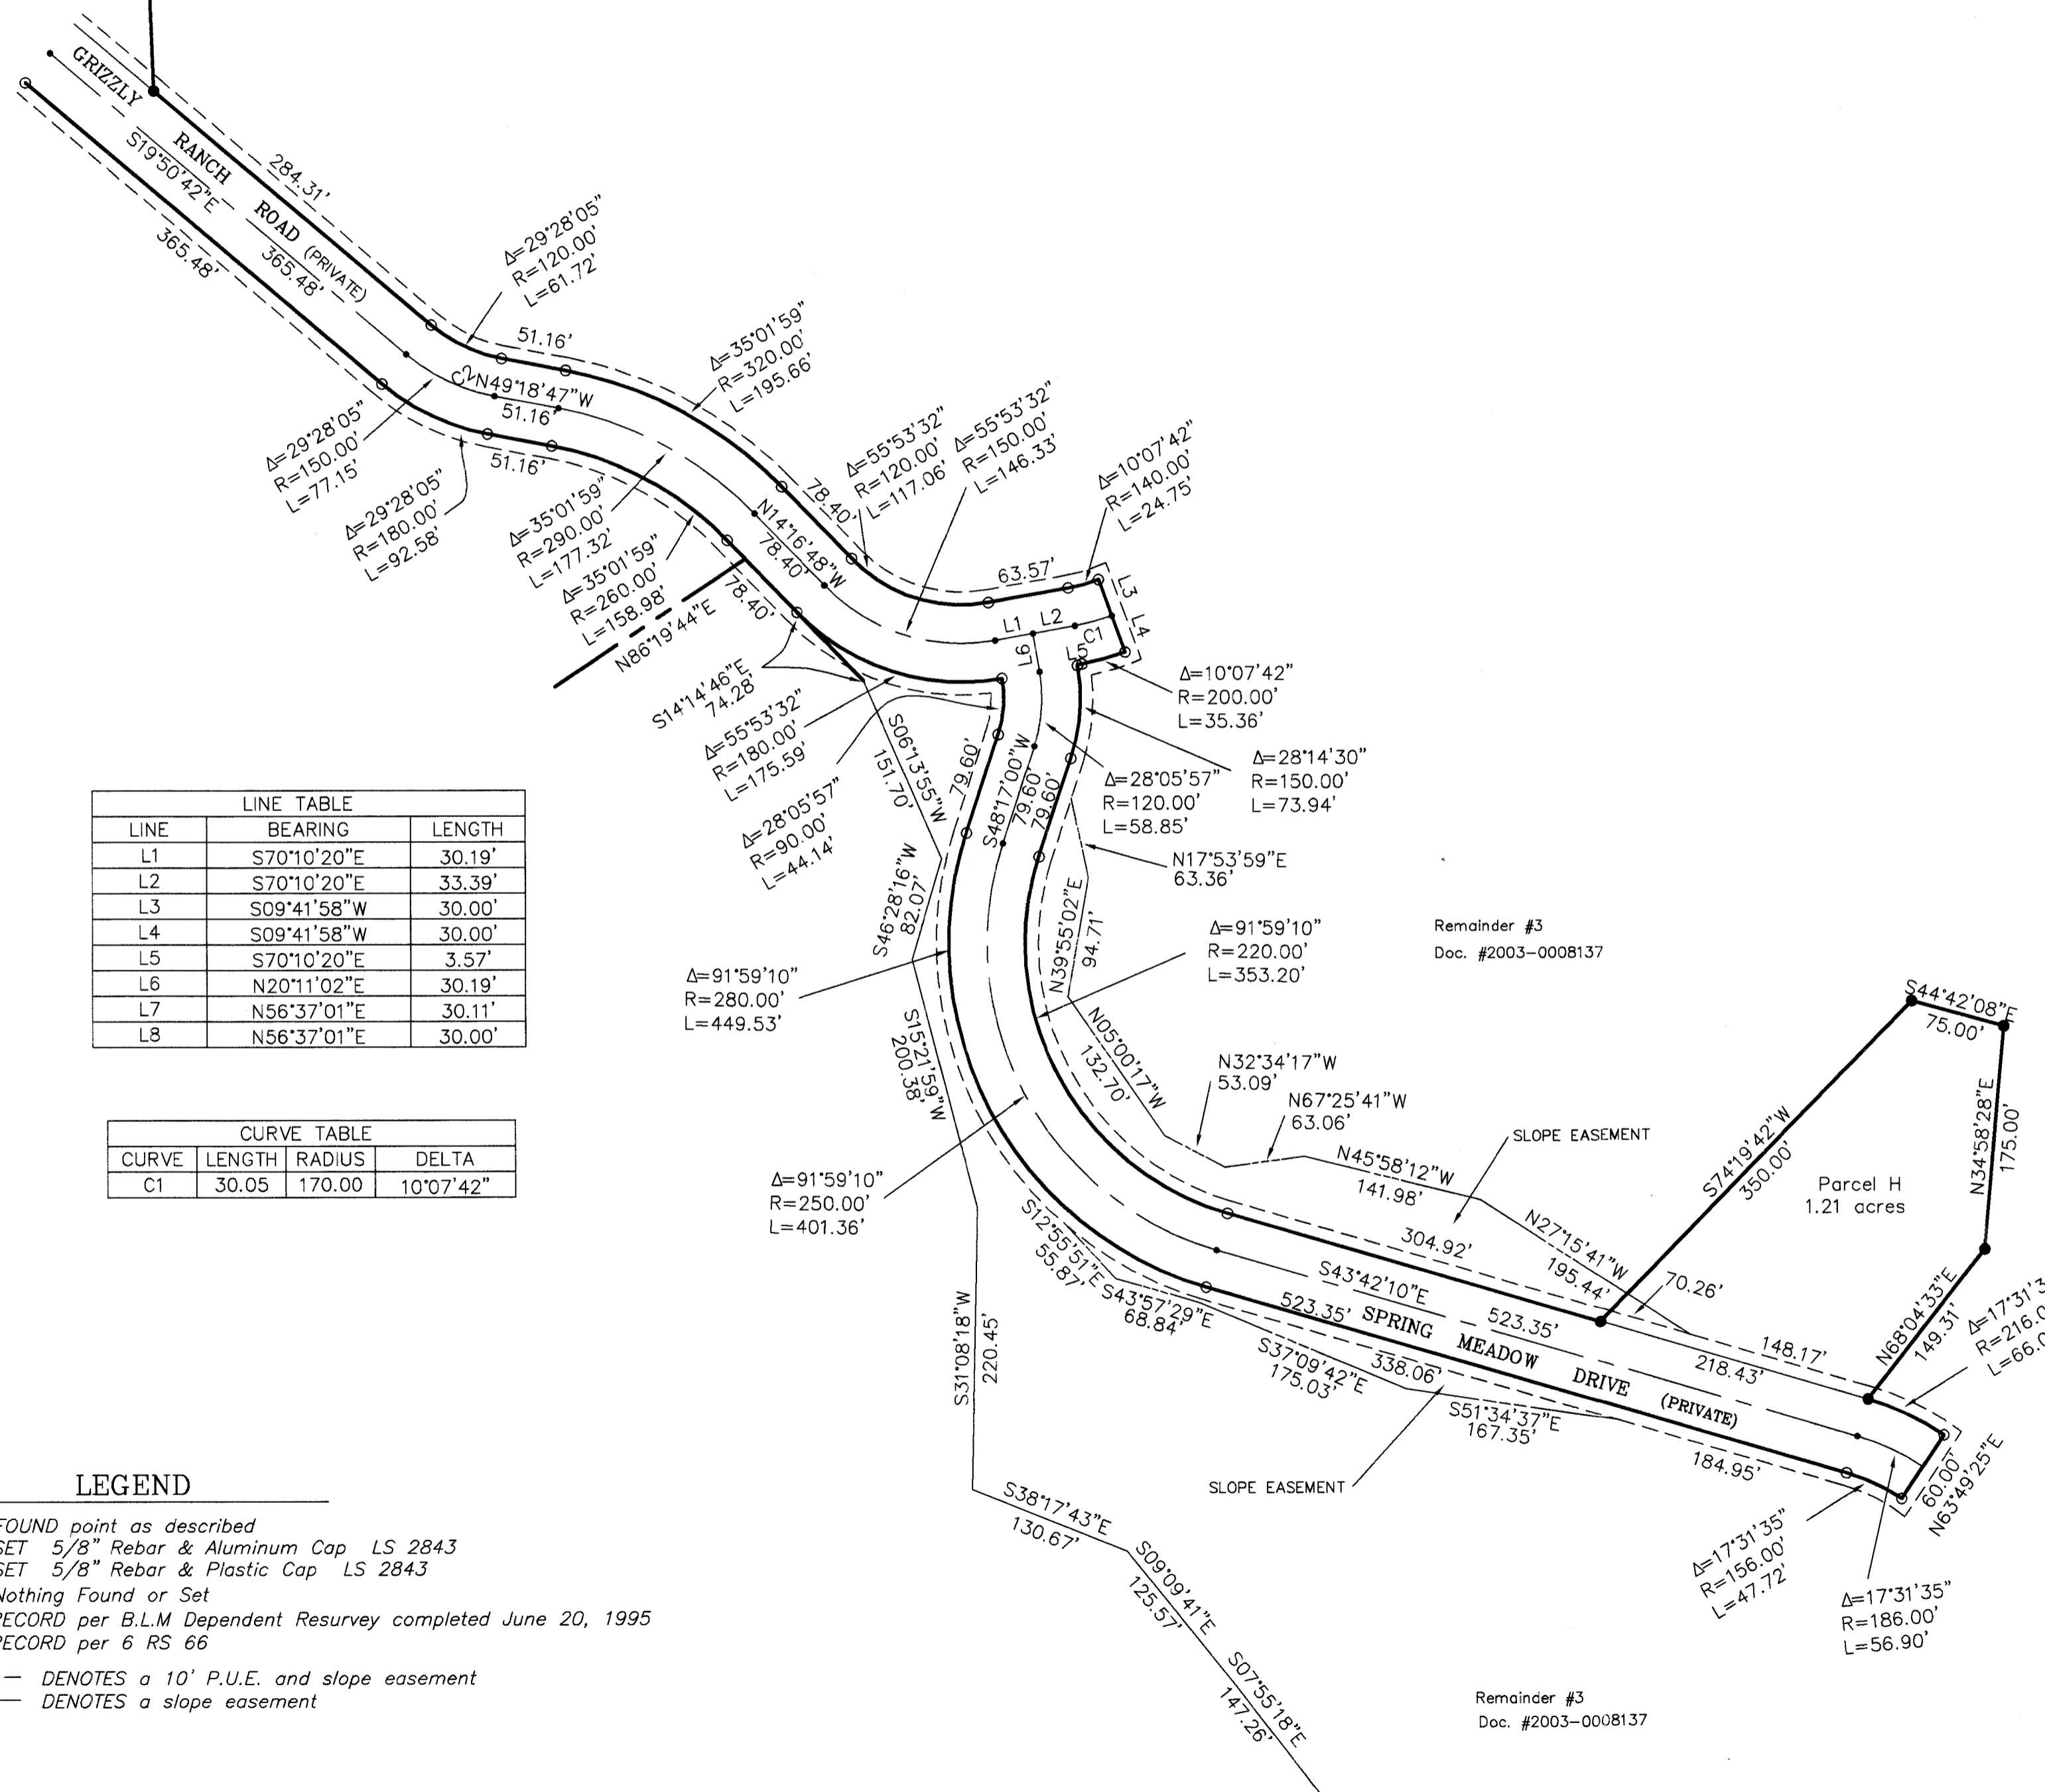 GRIZZLY RANCH ROAD (PRIVATE)
S19°50'42"E
365.48'
365.48'
284.31'
Δ=29°28'05"
R=120.00'
L=61.72'
51.16'
C2
N49°18'47"W
51.16'
51.16'
Δ=29°28'05"
R=150.00'
L=77.15'
Δ=29°28'05"
R=180.00'
L=92.58'
Δ=35°01'59"
R=320.00'
L=195.66'
Δ=35°01'59"
R=290.00'
L=177.32'
Δ=35°01'59"
R=260.00'
L=158.98'
N86°19'44"E
78.40'
N14°16'48"W
78.40'
78.40'
Δ=55°53'32"
R=120.00'
L=117.06'
Δ=55°53'32"
R=150.00'
L=146.33'
Δ=10°07'42"
R=140.00'
L=24.75'
63.57'
L3
L4
L1
L2
C1
L6
L5
S14°14'46"E
74.28'
Δ=55°53'32"
R=180.00'
L=175.59'
Δ=28°05'57"
R=90.00'
L=44.14'
S06°13'55"W
151.70'
Δ=10°07'42"
R=200.00'
L=35.36'
Δ=28°14'30"
R=150.00'
L=73.94'
Δ=28°05'57"
R=120.00'
L=58.85'
79.60'
S48°17'00"W
79.60'
79.60'
N17°53'59"E
63.36'
S46°28'16"W
82.07'
N39°55'02"E
94.71'
Δ=91°59'10"
R=220.00'
L=353.20'
Δ=91°59'10"
R=280.00'
L=449.53'
Δ=91°59'10"
R=250.00'
L=401.36'
S15°21'59"W
200.38'
N05°00'17"W
132.70'
N32°34'17"W
53.09'
N67°25'41"W
63.06'
N45°58'12"W
141.98'
SLOPE EASEMENT
N27°15'41"W
195.44'
70.26'
Remainder #3
Doc. #2003-0008137
S44°42'08"E
75.00'
S74°19'42"W
350.00'
N34°58'28"E
175.00'
Parcel H
1.21 acres
N68°04'33"E
149.31'
Δ=17°31'3
R=216.0
L=66.0
304.92'
S43°42'10"E
523.35'
523.35'
SPRING MEADOW DRIVE (PRIVATE)
148.17'
218.43'
S12°55'51"E
55.87'
S43°57'29"E
68.84'
S37°09'42"E
175.03'
338.06'
S51°34'37"E
167.35'
SLOPE EASEMENT
184.95'
60.00'
N63°49'25"E
Δ=17°31'35"
R=156.00'
L=47.72'
Δ=17°31'35"
R=186.00'
L=56.90'
S31°08'18"W
220.45'
S38°17'43"E
130.67'
S09°09'41"E
125.57'
S07°55'18"E
147.26'
Remainder #3
Doc. #2003-0008137
LINE TABLE
LINE BEARING LENGTH
L1 S70°10'20"E 30.19'
L2 S70°10'20"E 33.39'
L3 S09°41'58"W 30.00'
L4 S09°41'58"W 30.00'
L5 S70°10'20"E 3.57'
L6 N20°11'02"E 30.19'
L7 N56°37'01"E 30.11'
L8 N56°37'01"E 30.00'
CURVE TABLE
CURVE LENGTH RADIUS DELTA
C1 30.05 170.00 10°07'42"
LEGEND
FOUND point as described
SET 5/8" Rebar & Aluminum Cap LS 2843
SET 5/8" Rebar & Plastic Cap LS 2843
Nothing Found or Set
RECORD per B.L.M Dependent Resurvey completed June 20, 1995
RECORD per 6 RS 66
DENOTES a 10' P.U.E. and slope easement
DENOTES a slope easement